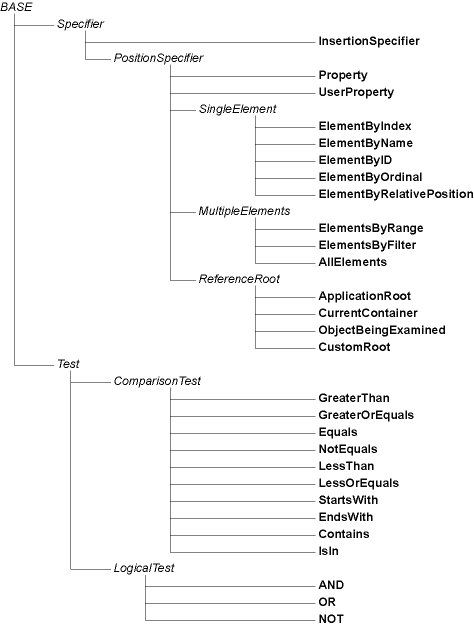 BASE
Specifier
InsertionSpecifier
PositionSpecifier
Property
UserProperty
SingleElement
ElementByIndex
ElementByName
ElementByID
ElementByOrdinal
ElementByRelativePosition
MultipleElements
ElementsByRange
ElementsByFilter
AllElements
ReferenceRoot
ApplicationRoot
CurrentContainer
ObjectBeingExamined
CustomRoot
Test
ComparisonTest
GreaterThan
GreaterOrEquals
Equals
NotEquals
LessThan
LessOrEquals
StartsWith
EndsWith
Contains
IsIn
LogicalTest
AND
OR
NOT